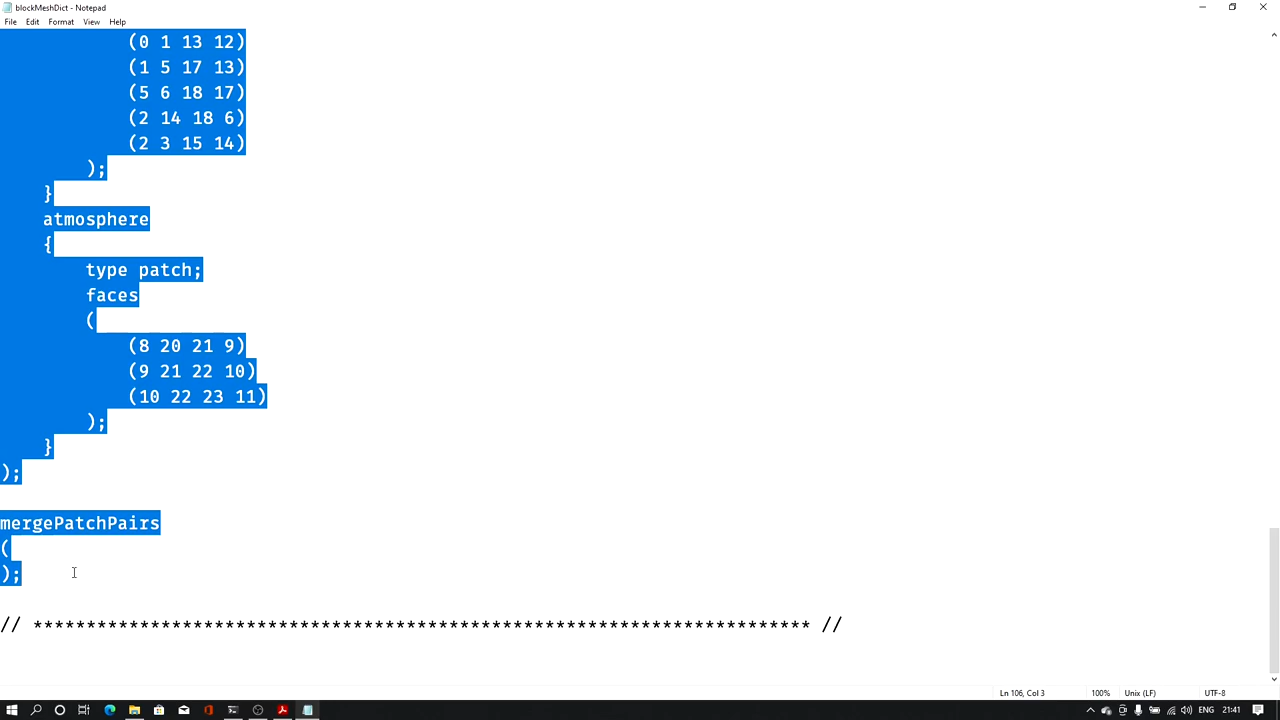 blockMeshDict - Notepad
File Edit Format View Help
(0 1 13 12)
(1 5 17 13)
(5 6 18 17)
(2 14 18 6)
(2 3 15 14)
);
}
atmosphere
{
type patch;
faces
(
(8 20 21 9)
(9 21 22 10)
(10 22 23 11)
);
}
);
mergePatchPairs
(
);
// ************************************************************************* //
Ln 106, Col 3 100% Unix (LF) UTF-8
ENG 21:41